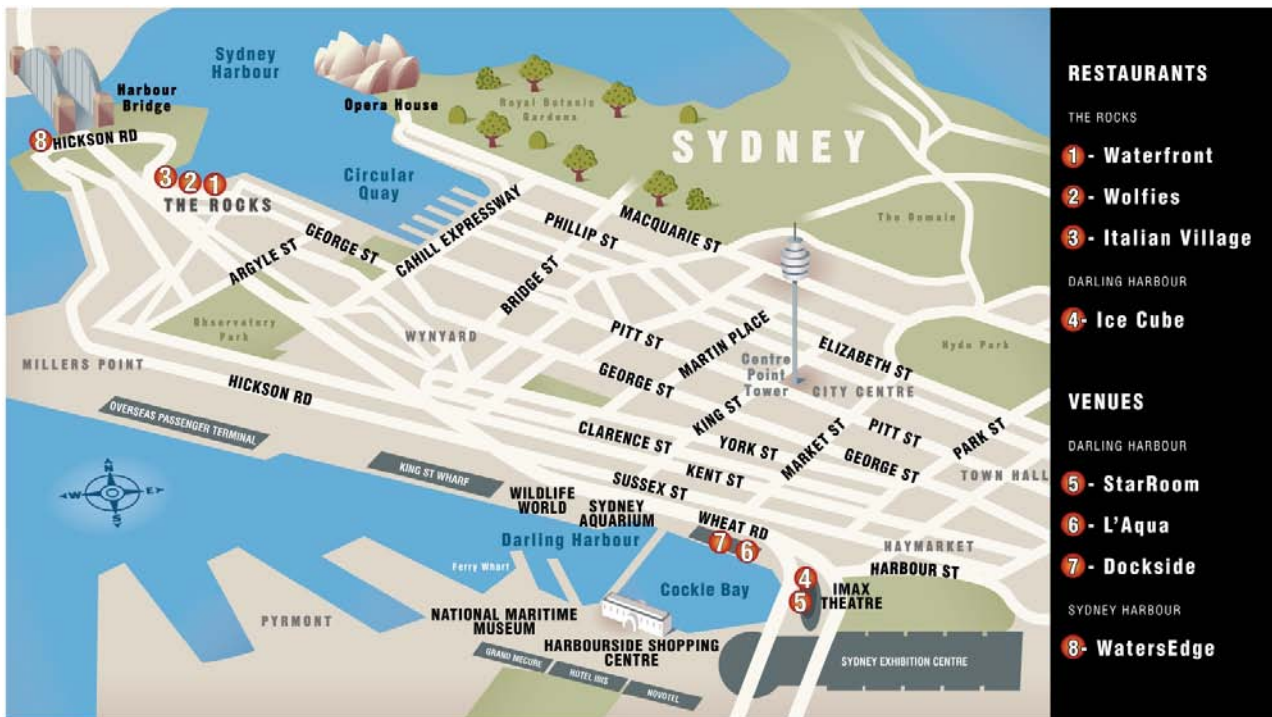 Sydney
Harbour
Harbour
Bridge
Opera House
Royal Botanic
Gardens
SYDNEY
8 HICKSON RD
3 2 1
THE ROCKS
Circular
Quay
ARGYLE ST
GEORGE ST
CAHILL EXPRESSWAY
PHILLIP ST
MACQUARIE ST
The Domain
BRIDGE ST
Observatory
Park
WYNYARD
PITT ST
MARTIN PLACE
ELIZABETH ST
Hyde Park
MILLERS POINT
HICKSON RD
GEORGE ST
Centre
Point
Tower
CITY CENTRE
OVERSEAS PASSENGER TERMINAL
CLARENCE ST
KING ST
YORK ST
MARKET ST
PITT ST
GEORGE ST
PARK ST
TOWN HALL
KING ST WHARF
SUSSEX ST
KENT ST
N
W
E
S
WILDLIFE
WORLD
SYDNEY
AQUARIUM
WHEAT RD
7 6
Darling Harbour
HAYMARKET
HARBOUR ST
Ferry Wharf
Cockle Bay
4
5
IMAX
THEATRE
PYRMONT
NATIONAL MARITIME
MUSEUM
HARBOURSIDE SHOPPING
CENTRE
GRAND MECURE
HOTEL IBIS
NOVOTEL
SYDNEY EXHIBITION CENTRE
RESTAURANTS
THE ROCKS
1 - Waterfront
2 - Wolfies
3 - Italian Village
DARLING HARBOUR
4 - Ice Cube
VENUES
DARLING HARBOUR
5 - StarRoom
6 - L'Aqua
7 - Dockside
SYDNEY HARBOUR
8 - WatersEdge